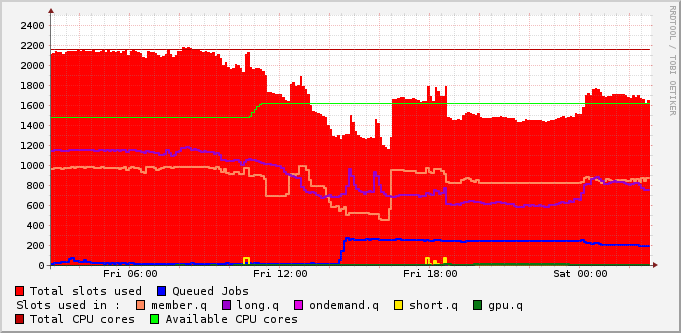 2400
2200
2000
1800
1600
1400
1200
1000
800
600
400
200
0
Fri 06:00 Fri 12:00 Fri 18:00 Sat 00:00
RRDTOOL / TOBI OETIKER
Total slots used Queued Jobs
Slots used in : member.q long.q ondemand.q short.q gpu.q
Total CPU cores Available CPU cores